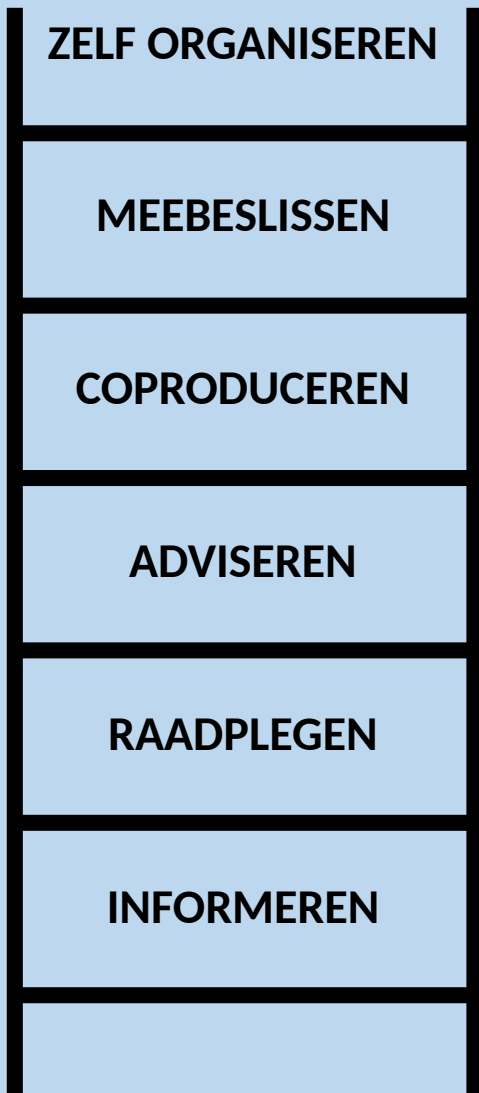 ZELF ORGANISEREN
MEEBESLISSEN
COPRODUCEREN
ADVISEREN
RAADPLEGEN
INFORMEREN